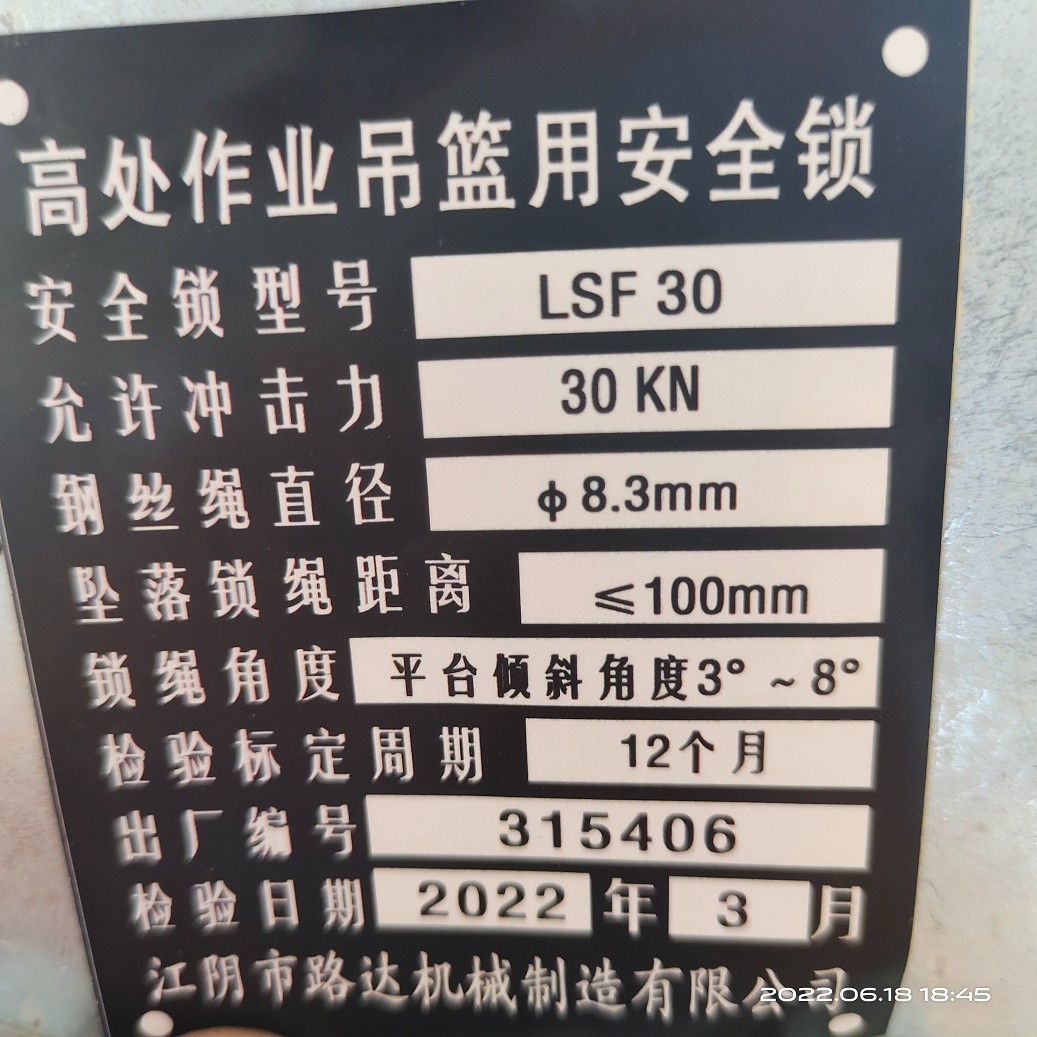 高处作业吊篮用安全锁
安全锁型号 LSF 30
允许冲击力 30 KN
钢丝绳直径 ф8.3mm
坠落锁绳距离 ≤100mm
锁绳角度 平台倾斜角度3°~8°
检验标定周期 12个月
出厂编号 315406
检验日期 2022 年 3 月
江阴市路达机械制造有限公司
2022.06.18 18:45